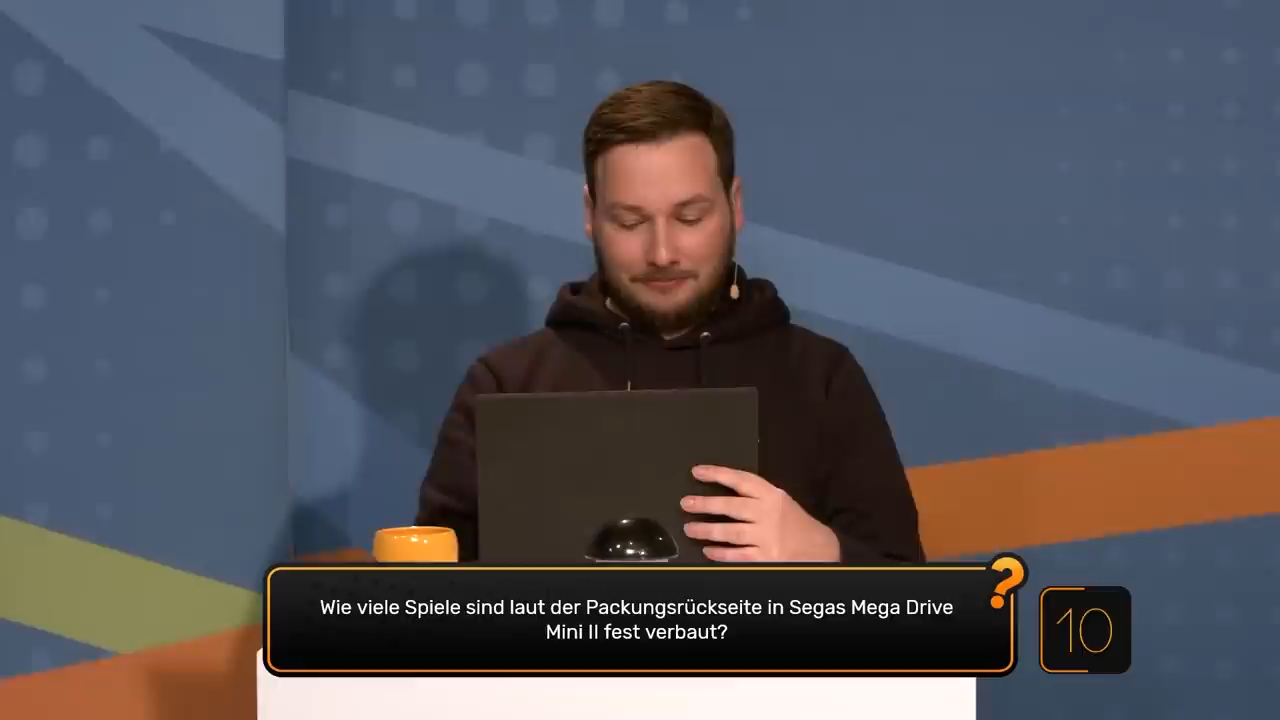 Wie viele Spiele sind laut der Packungsrückseite in Segas Mega Drive
Mini II fest verbaut?
?
10